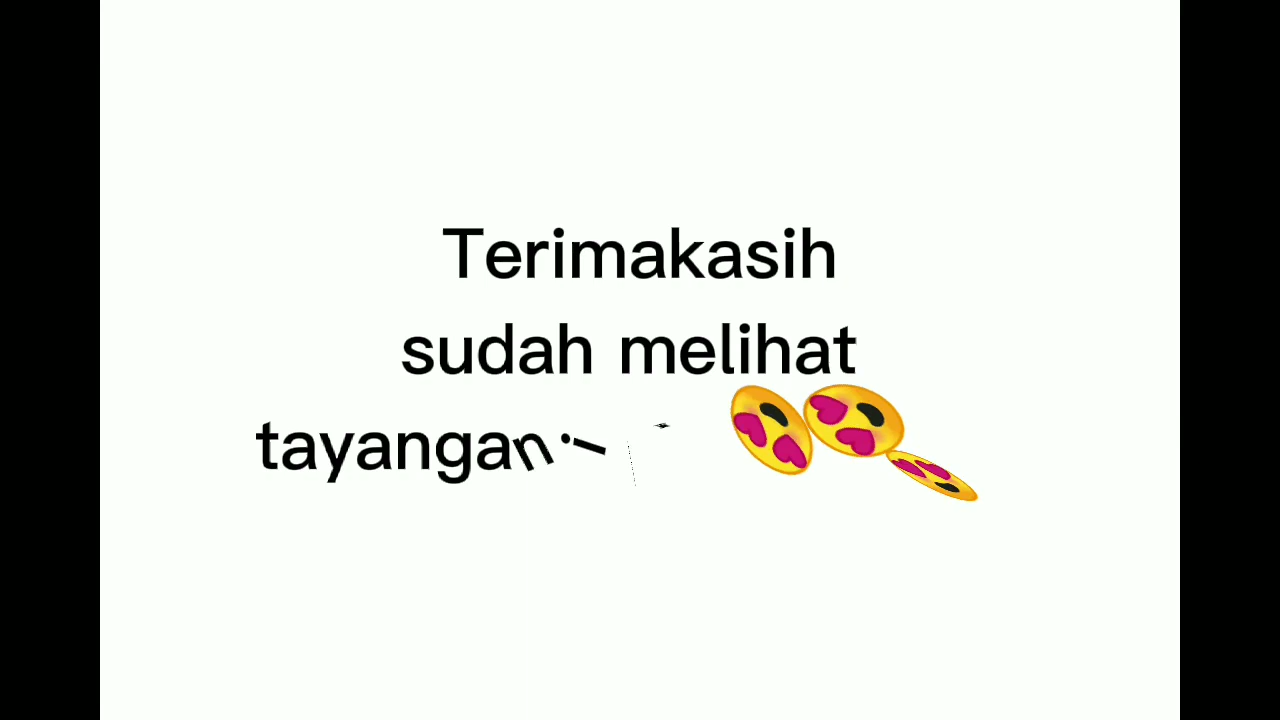 Terimakasih
sudah melihat
tayangan 😍😍😍